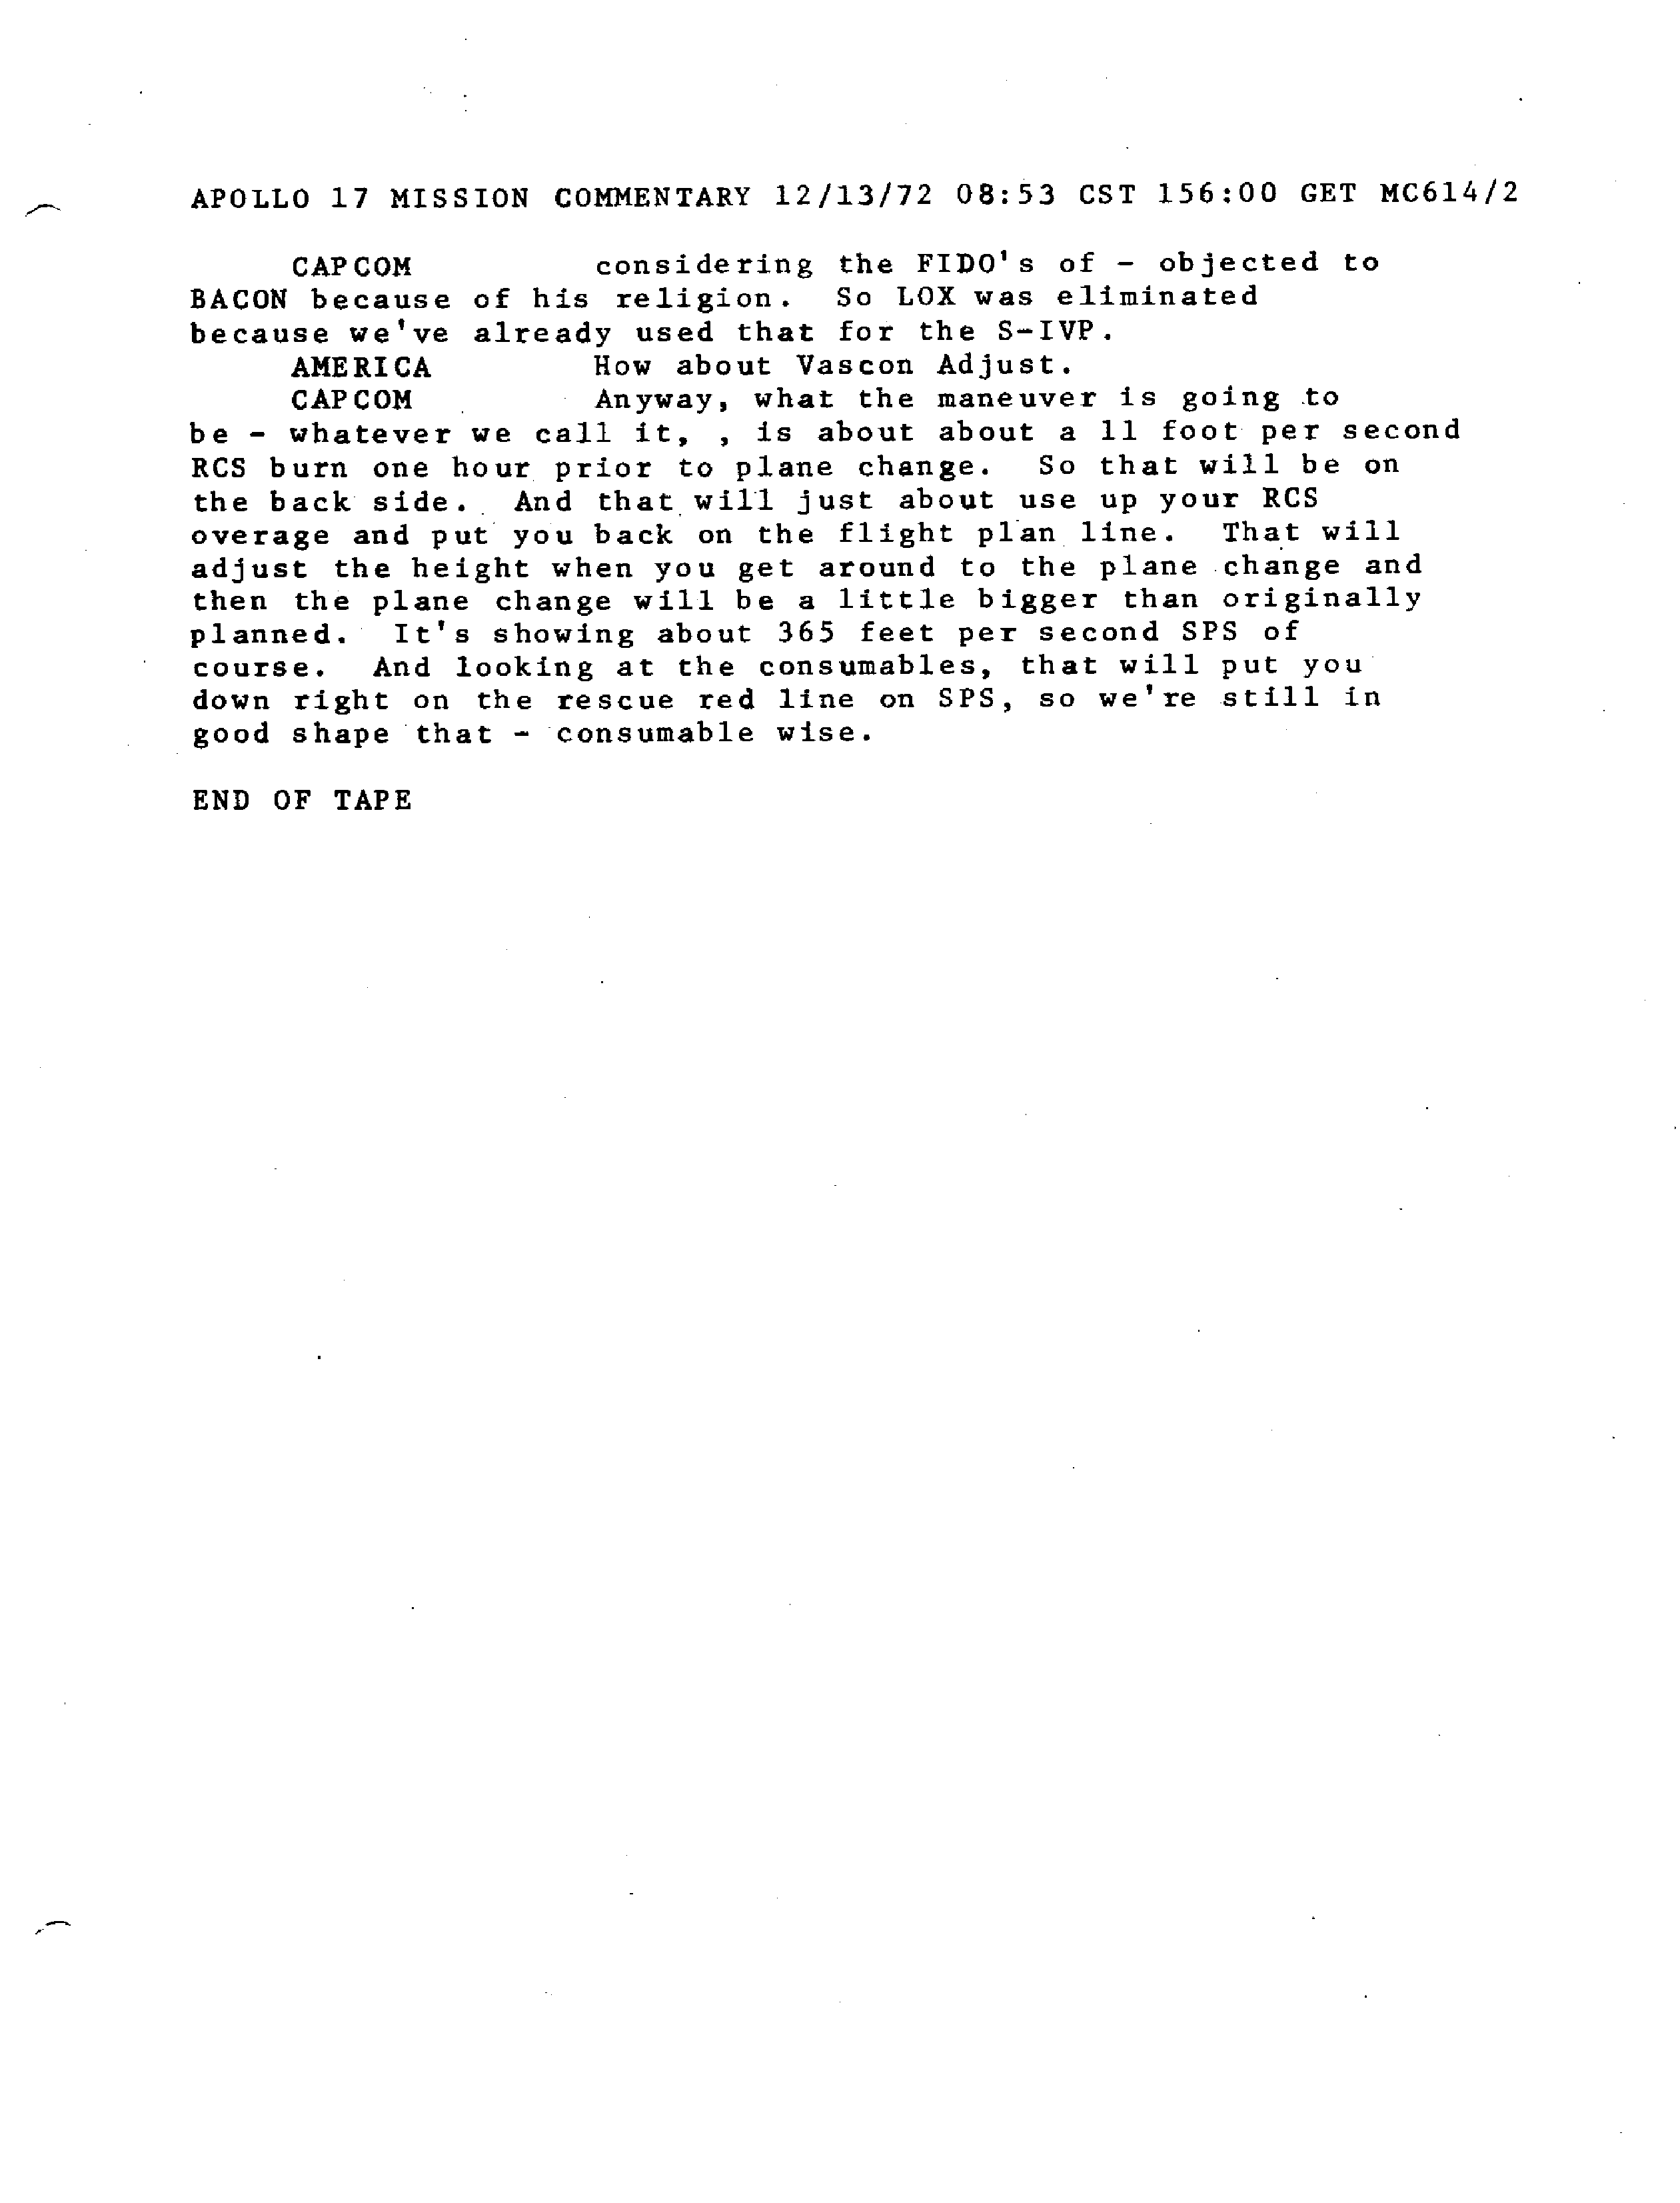 APOLLO 17 MISSION COMMENTARY 12/13/72 08:53 CST 156:00 GET MC614/2
CAPCOM considering the FIDO's of - objected to
BACON because of his religion. So LOX was eliminated
because we've already used that for the S-IVP.
AMERICA How about Vascon Adjust.
CAPCOM Anyway, what the maneuver is going to
be - whatever we call it, , is about about a 11 foot per second
RCS burn one hour prior to plane change. So that will be on
the back side. And that will just about use up your RCS
overage and put you back on the flight plan line. That will
adjust the height when you get around to the plane change and
then the plane change will be a little bigger than originally
planned. It's showing about 365 feet per second SPS of
course. And looking at the consumables, that will put you
down right on the rescue red line on SPS, so we're still in
good shape that - consumable wise.
END OF TAPE